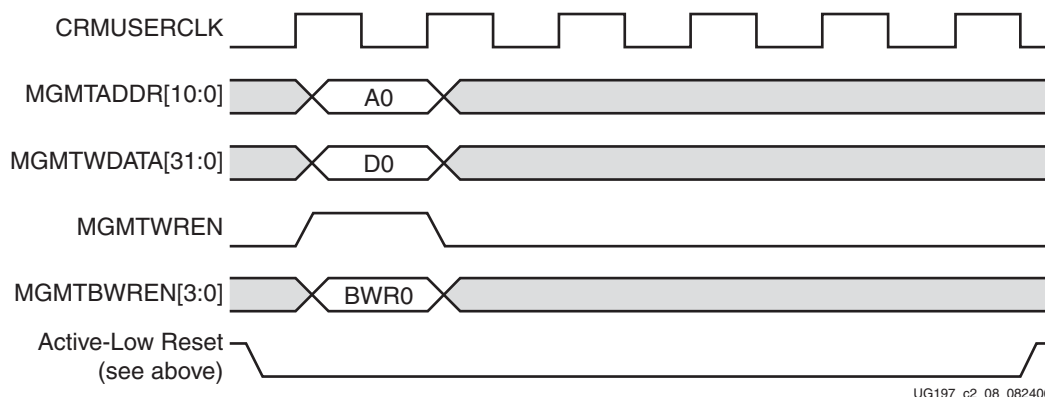 CRMUSERCLK
MGMTADDR[10:0]
A0
MGMTWDATA[31:0]
D0
MGMTWREN
MGMTBWREN[3:0]
BWR0
Active-Low Reset
(see above)
UG197_c2_08_082406